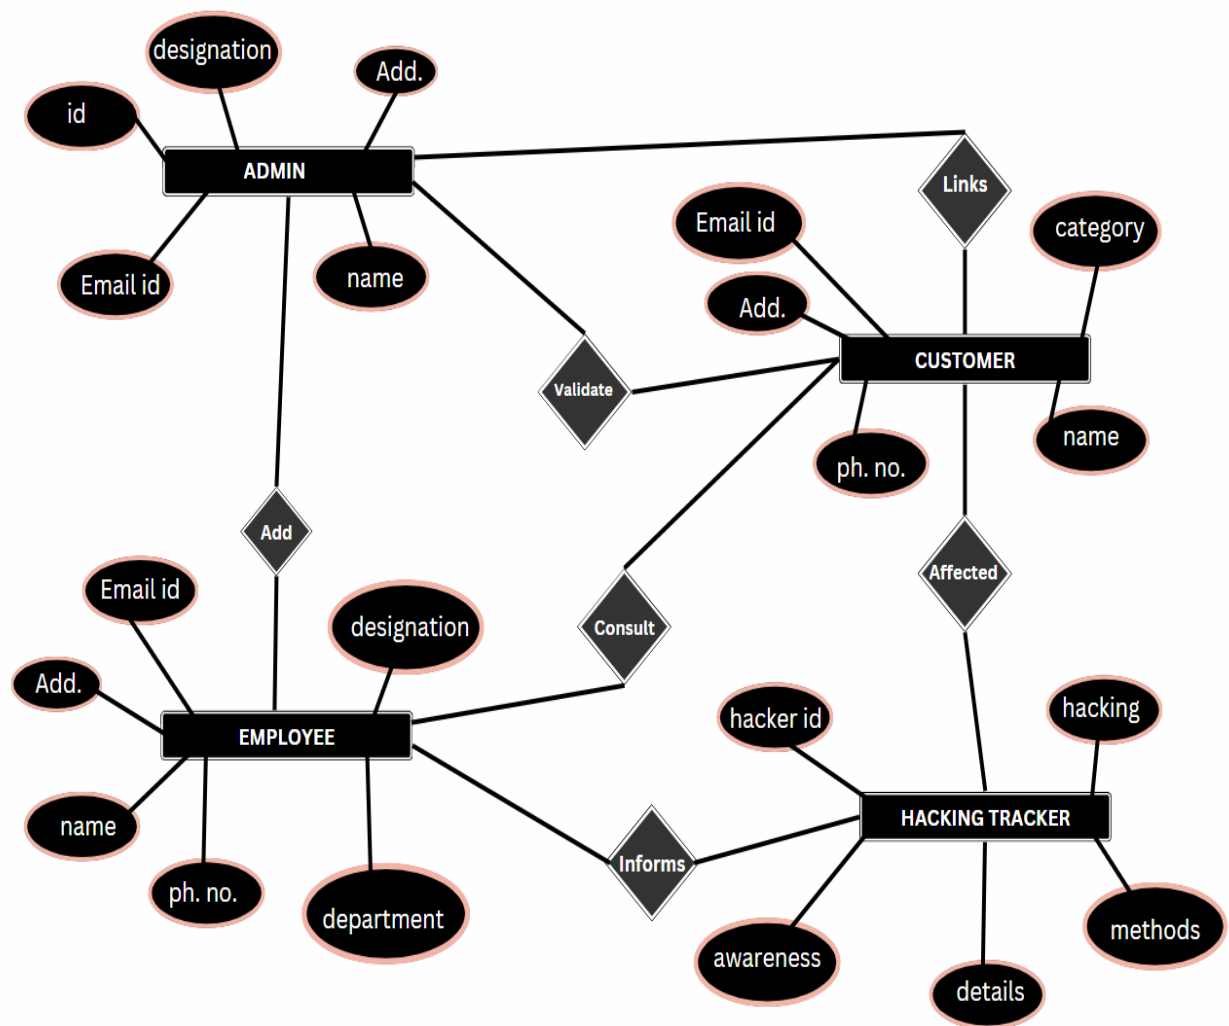 designation
Add.
id
ADMIN
Links
Email id
category
Email id
name
Add.
CUSTOMER
Validate
name
ph. no.
Add
Affected
Email id
designation
Consult
Add.
hacking
hacker id
EMPLOYEE
HACKING TRACKER
name
Informs
ph. no.
department
methods
awareness
details